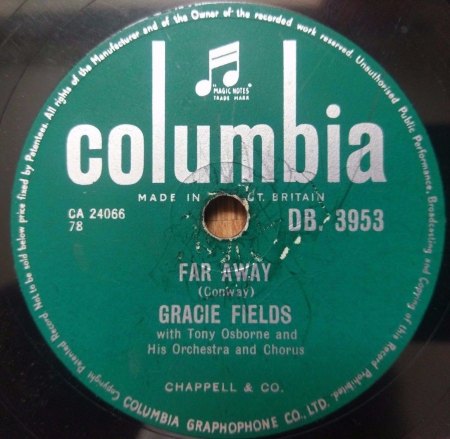 All rights of the Manufacturer and of the Owner of the recorded work reserved. Unauthorised Public Performance, Broadcasting and Copying of this Record Prohibited.
"MAGIC NOTES"
TRADE MARK
columbia
MADE IN GT. BRITAIN
CA 24066
78
DB. 3953
FAR AWAY
(Conway)
GRACIE FIELDS
with Tony Osborne and
His Orchestra and Chorus
CHAPPELL & CO.
COLUMBIA GRAPHOPHONE CO., LTD.
Copyright. Patented Record Not to be sold below price fixed by Patentees.